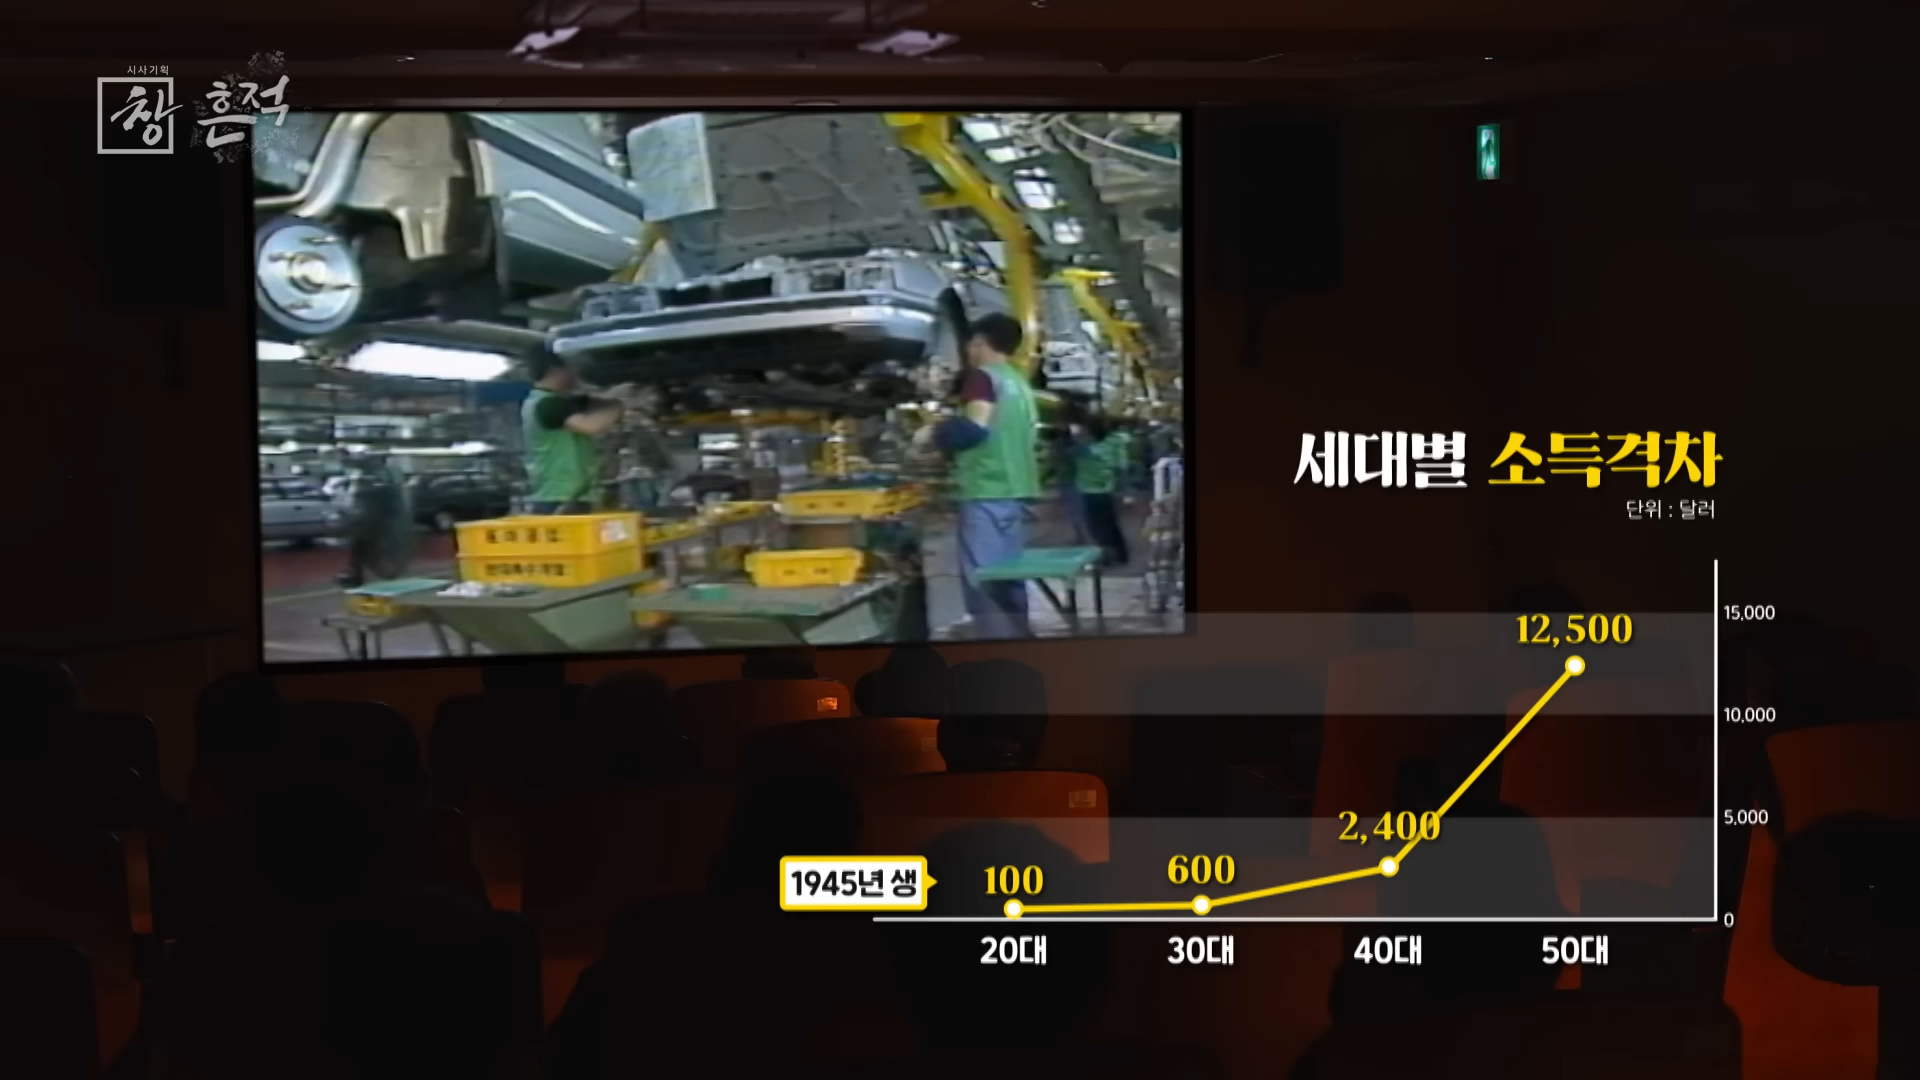 시사기획
창 흔적
세대별 소득격차
단위 : 달러
15,000
12,500
10,000
5,000
2,400
600
100
1945년 생
0
20대 30대 40대 50대